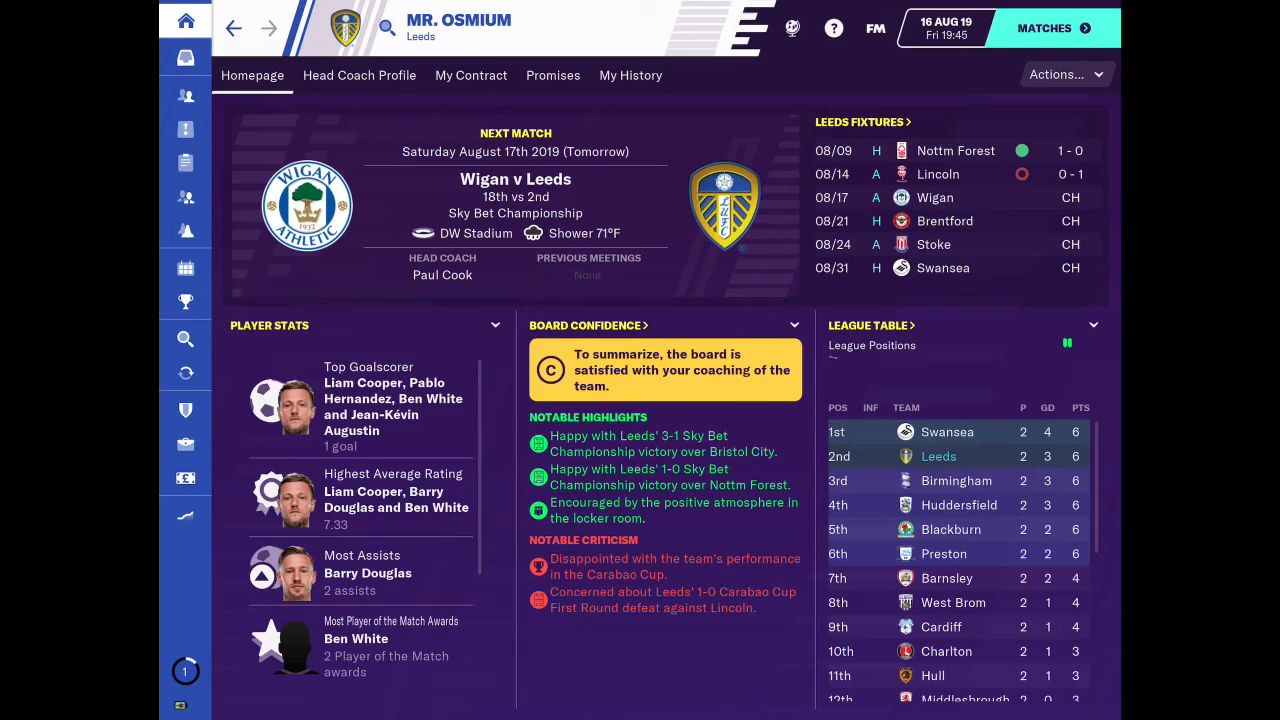 MR. OSMIUM
Leeds
?
FM
16 AUG 19
Fri 19:45
MATCHES
Homepage
Head Coach Profile
My Contract
Promises
My History
Actions...
NEXT MATCH
Saturday August 17th 2019 (Tomorrow)
WIGAN
1932
ATHLETIC
Wigan v Leeds
18th vs 2nd
Sky Bet Championship
DW Stadium
Shower 71°F
HEAD COACH
Paul Cook
PREVIOUS MEETINGS
None
LUFC
LEEDS FIXTURES >
08/09 H Nottm Forest 1 - 0
08/14 A Lincoln 0 - 1
08/17 A Wigan CH
08/21 H Brentford CH
08/24 A Stoke CH
08/31 H Swansea CH
PLAYER STATS
Top Goalscorer
Liam Cooper, Pablo
Hernandez, Ben White
and Jean-Kévin
Augustin
1 goal
Highest Average Rating
Liam Cooper, Barry
Douglas and Ben White
7.33
Most Assists
Barry Douglas
2 assists
Most Player of the Match Awards
Ben White
2 Player of the Match
awards
BOARD CONFIDENCE >
C
To summarize, the board is
satisfied with your coaching of the
team.
NOTABLE HIGHLIGHTS
Happy with Leeds' 3-1 Sky Bet
Championship victory over Bristol City.
Happy with Leeds' 1-0 Sky Bet
Championship victory over Nottm Forest.
Encouraged by the positive atmosphere in
the locker room.
NOTABLE CRITICISM
Disappointed with the team's performance
in the Carabao Cup.
Concerned about Leeds' 1-0 Carabao Cup
First Round defeat against Lincoln.
LEAGUE TABLE >
League Positions
POS INF TEAM P GD PTS
1st Swansea 2 4 6
2nd Leeds 2 3 6
3rd Birmingham 2 3 6
4th Huddersfield 2 3 6
5th Blackburn 2 2 6
6th Preston 2 2 6
7th Barnsley 2 2 4
8th West Brom 2 1 4
9th Cardiff 2 1 4
10th Charlton 2 1 3
11th Hull 2 1 3
12th Middlesbrough 2 0 3
1